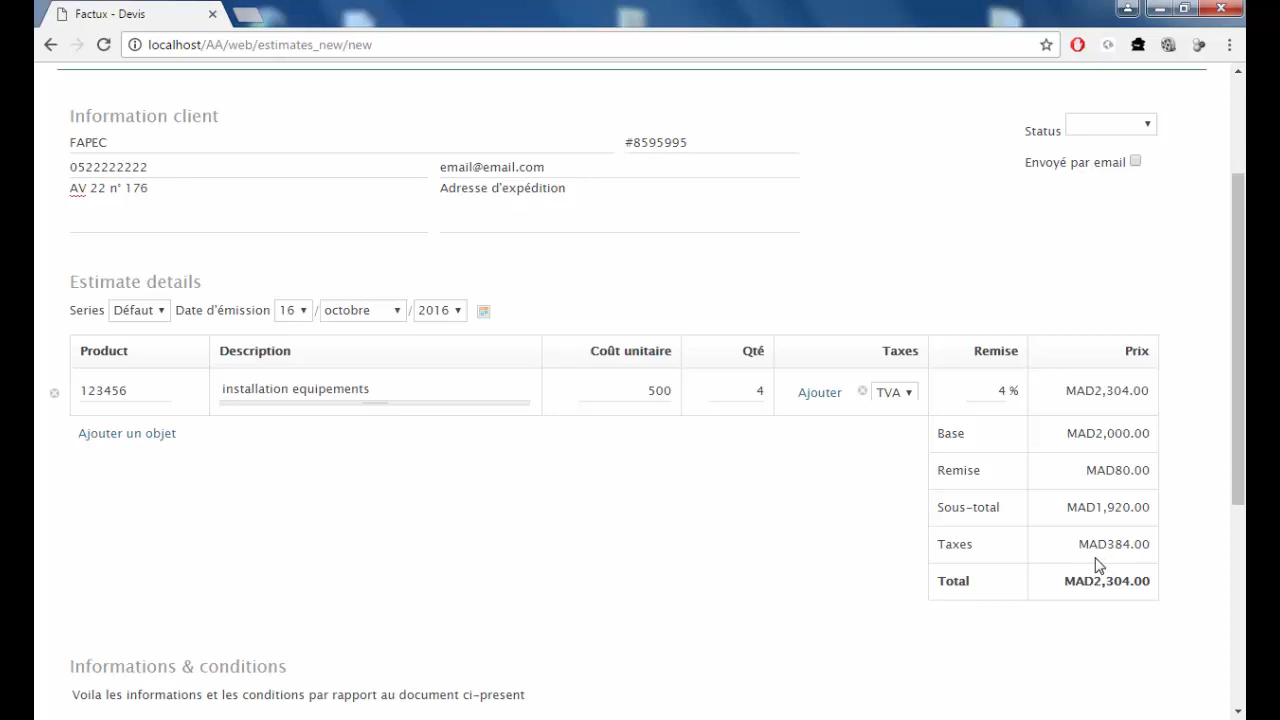 Factux - Devis
localhost/AA/web/estimates_new/new
Information client
FAPEC #8595995
Status
0522222222 email@email.com
Envoyé par email
AV 22 n° 176 Adresse d'expédition
Estimate details
Series Défaut Date d'émission 16 / octobre / 2016
Product Description Coût unitaire Qté Taxes Remise Prix
123456 installation equipements 500 4 Ajouter TVA 4 % MAD2,304.00
Ajouter un objet Base MAD2,000.00
Remise MAD80.00
Sous-total MAD1,920.00
Taxes MAD384.00
Total MAD2,304.00
Informations & conditions
Voila les informations et les conditions par rapport au document ci-present